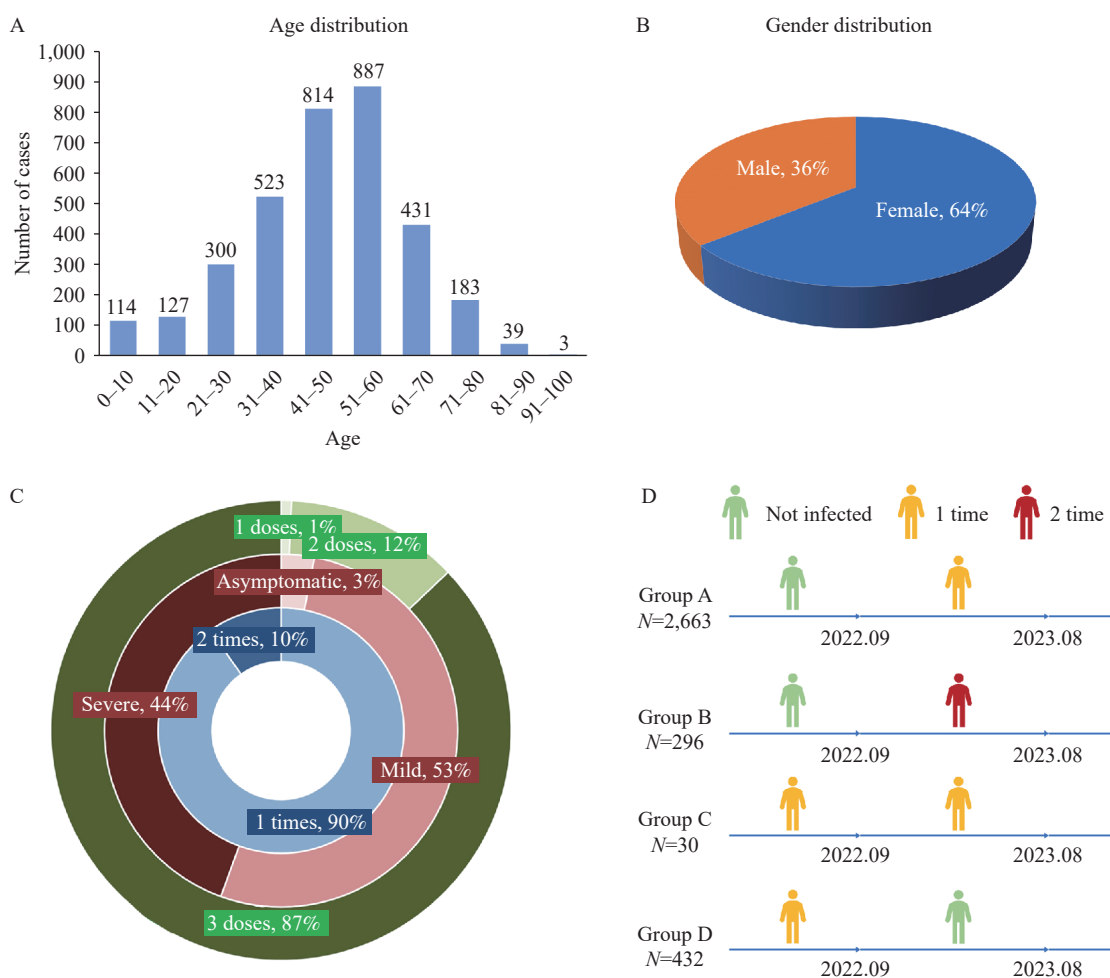 A
Age distribution
Number of cases
1,000
900
800
700
600
500
400
300
200
100
0
114
127
300
523
814
887
431
183
39
3
0–10
11–20
21–30
31–40
41–50
51–60
61–70
71–80
81–90
91–100
Age
B
Gender distribution
Male, 36%
Female, 64%
C
1 doses, 1%
2 doses, 12%
Asymptomatic, 3%
2 times, 10%
Severe, 44%
Mild, 53%
1 times, 90%
3 doses, 87%
D
Not infected
1 time
2 time
Group A
N=2,663
2022.09
2023.08
Group B
N=296
2022.09
2023.08
Group C
N=30
2022.09
2023.08
Group D
N=432
2022.09
2023.08